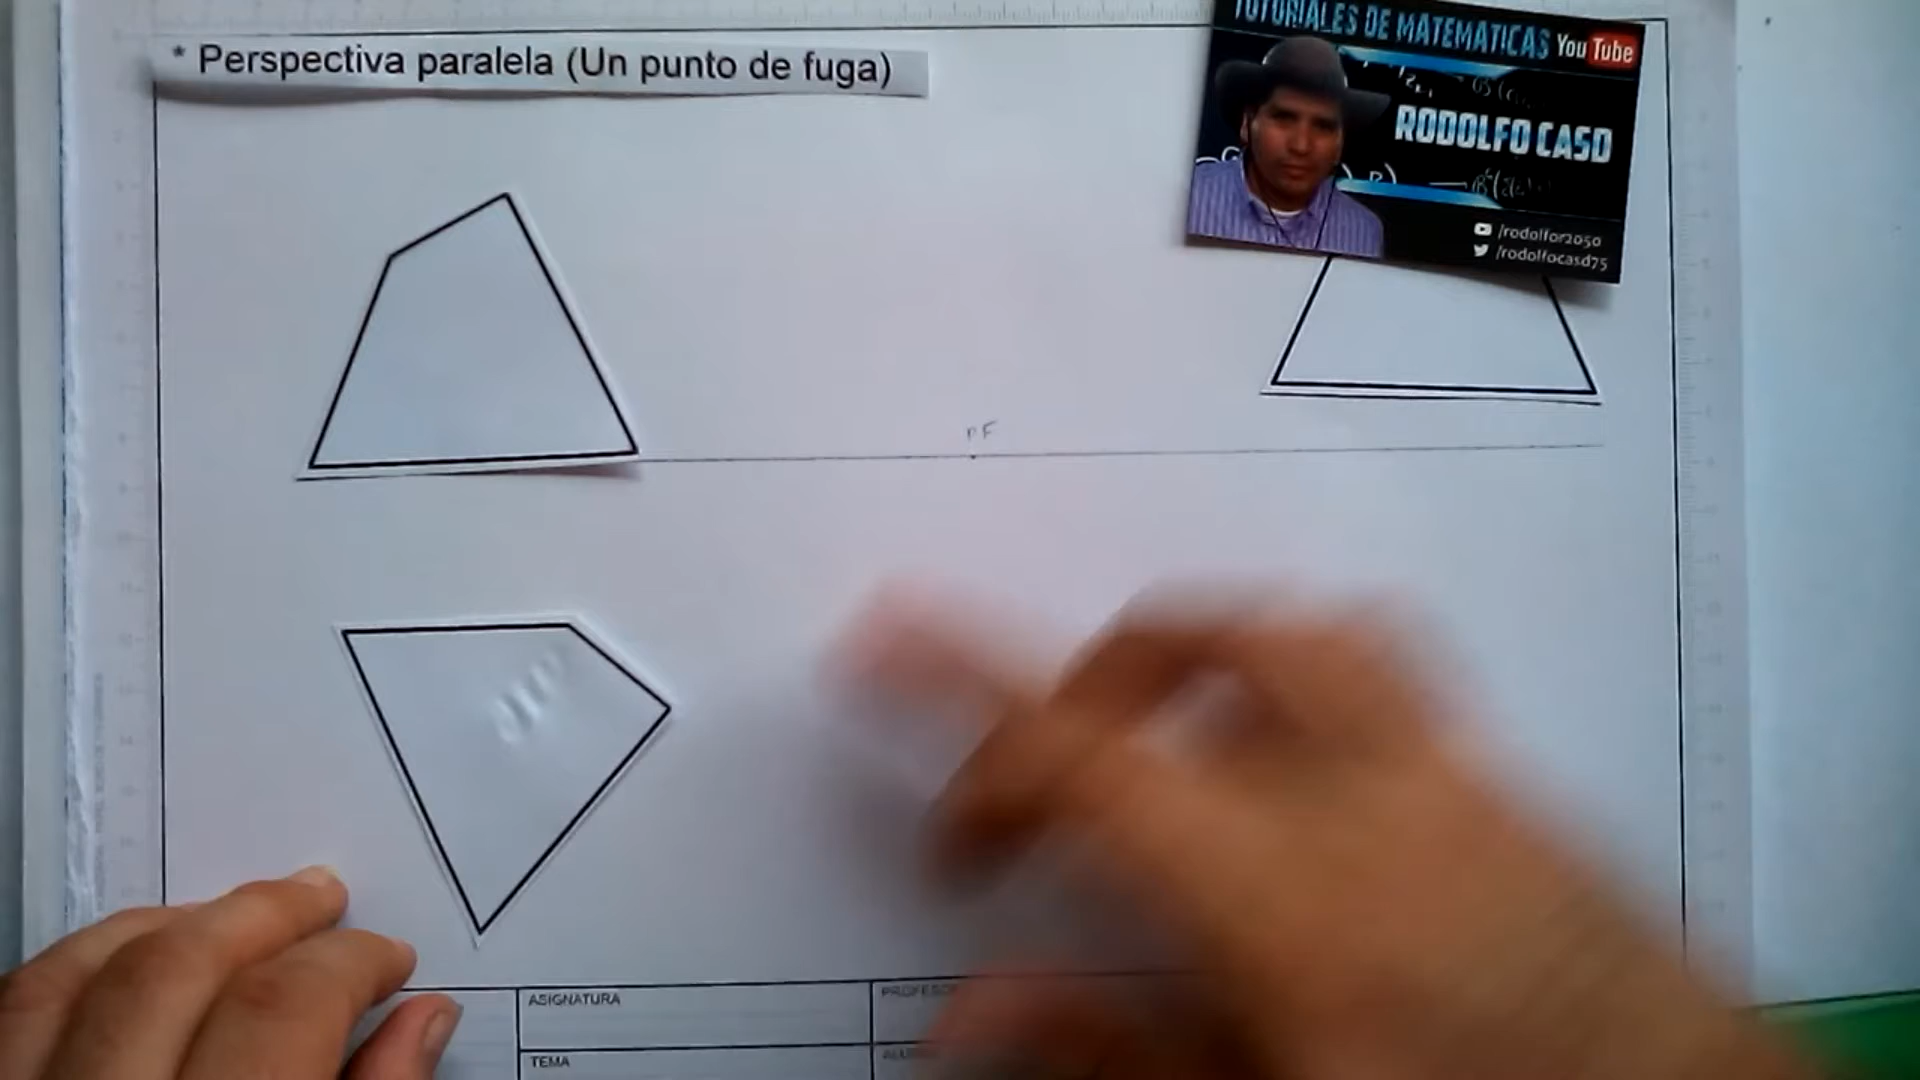 * Perspectiva paralela (Un punto de fuga)
TUTORIALES DE MATEMATICAS YouTube
RODOLFO CASD
/rodolfor2050
/rodolfocasd75
PF
ASIGNATURA
TEMA